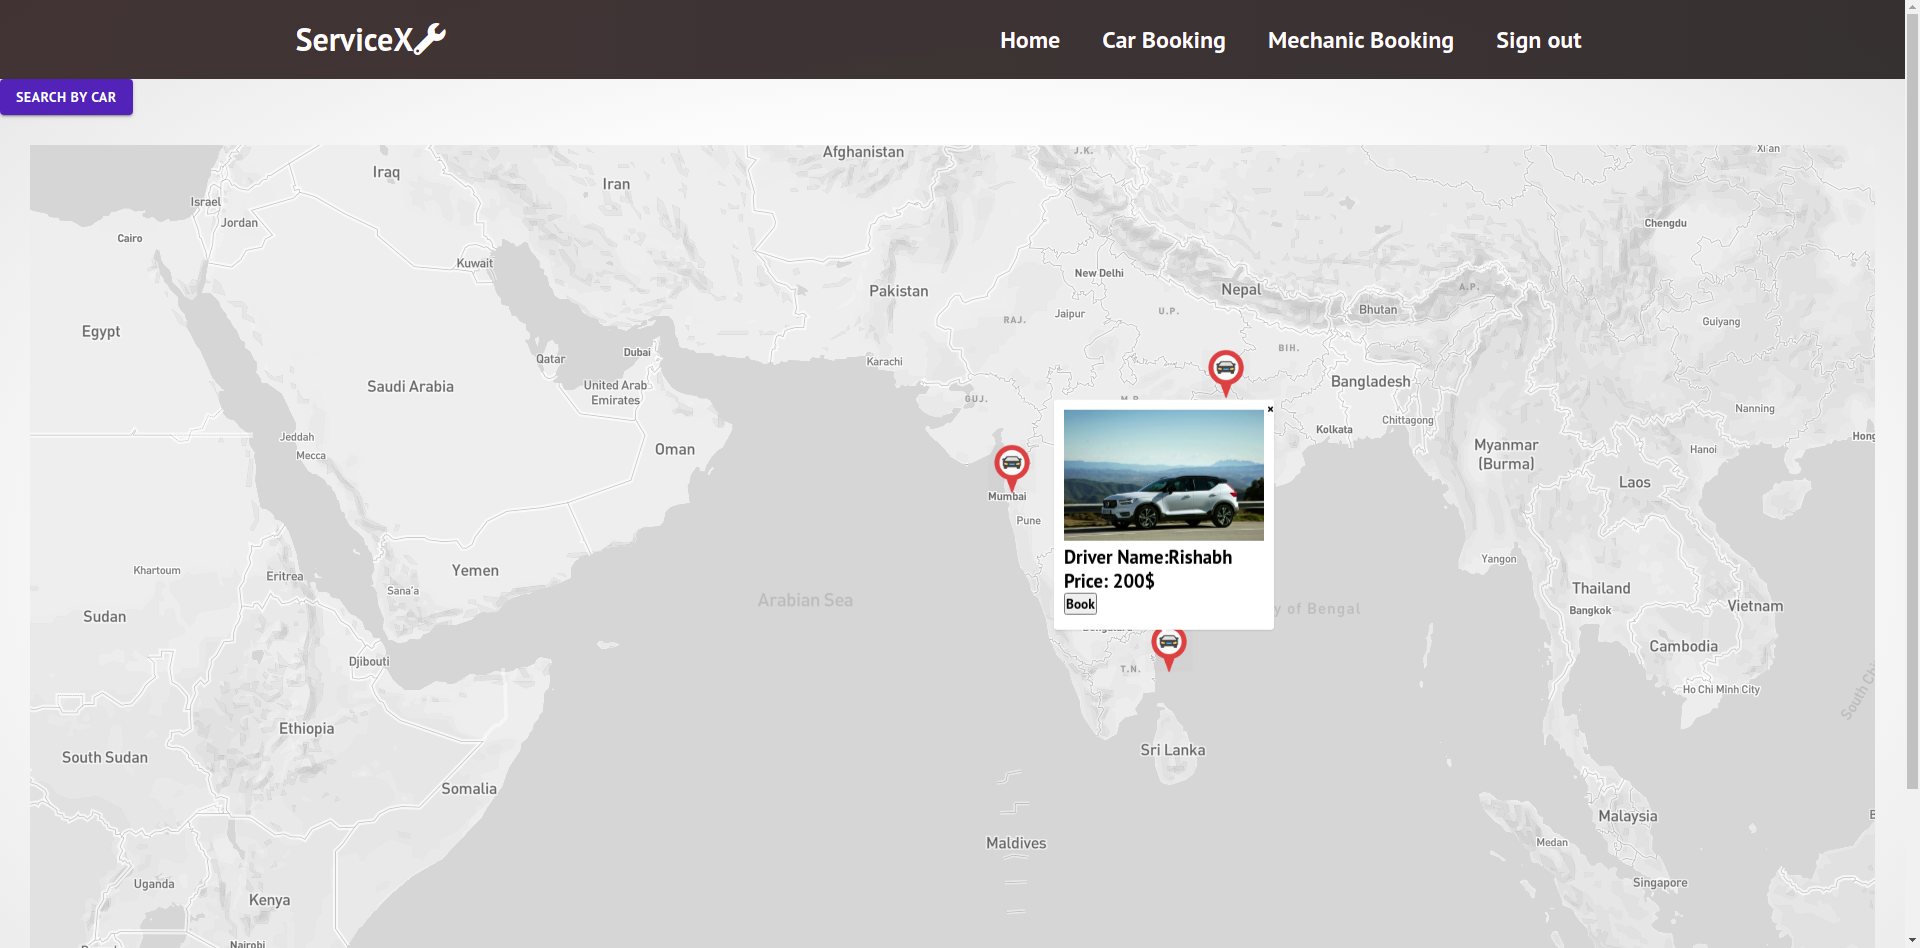 ServiceX
Home
Car Booking
Mechanic Booking
Sign out
SEARCH BY CAR
Afghanistan
J.K.
Xi'an
Iraq
Iran
Israel
Jordan
Chengdu
Cairo
Kuwait
New Delhi
Pakistan
Nepal
A.P.
Bhutan
RAJ.
Jaipur
U.P.
Guiyang
Egypt
BIH.
Qatar
Dubai
Karachi
Saudi Arabia
United Arab
Emirates
Bangladesh
GUJ.
M.P.
Nanning
Chittagong
Kolkata
Jeddah
Mecca
Oman
Myanmar
(Burma)
Hanoi
Hong
Laos
Mumbai
Pune
×
Driver Name:Rishabh
Price: 200$
Book
Yangon
Khartoum
Eritrea
Yemen
Sana'a
Thailand
Arabian Sea
y of Bengal
Bangkok
Vietnam
Sudan
Bengaluru
Cambodia
Djibouti
T.N.
Ho Chi Minh City
South Ch
Ethiopia
South Sudan
Sri Lanka
Somalia
Malaysia
Maldives
Medan
Uganda
Singapore
Kenya
Nairobi